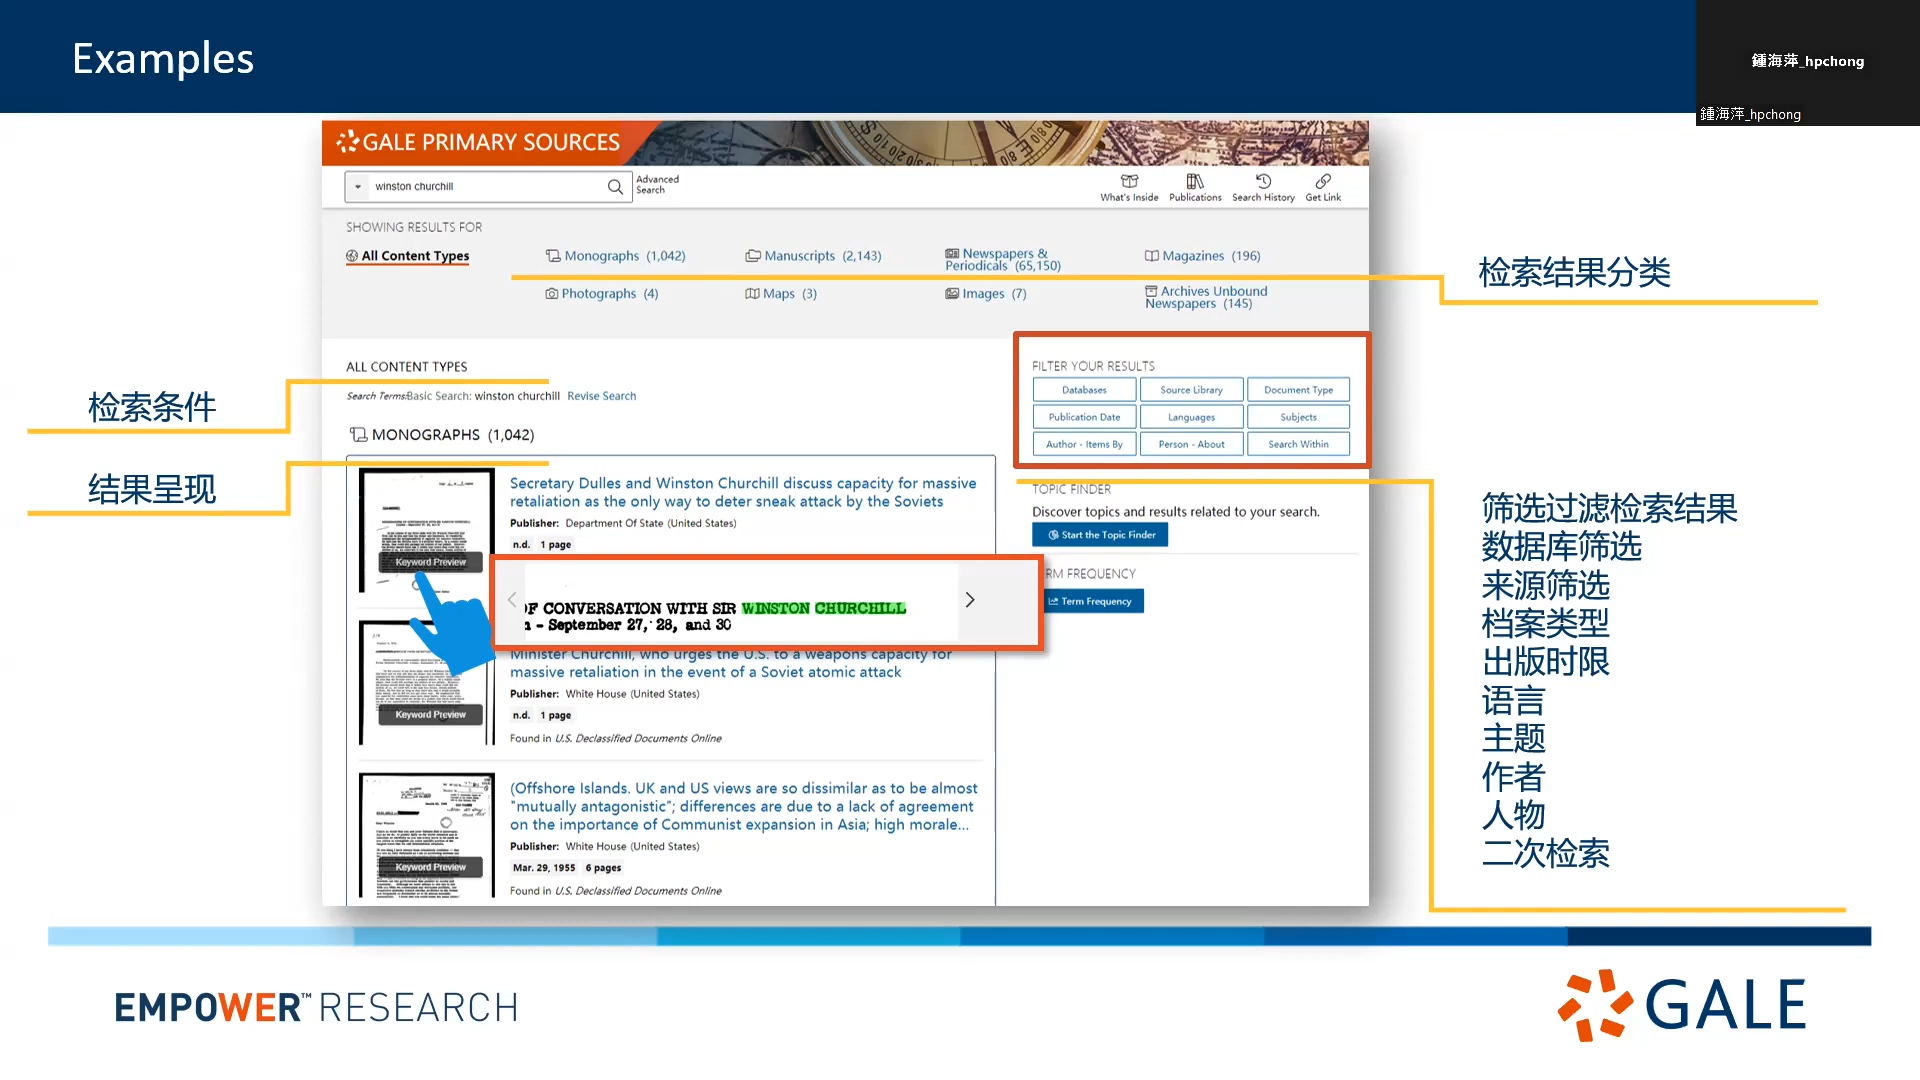 Examples
鍾海萍_hpchong
鍾海萍_hpchong
GALE PRIMARY SOURCES
winston churchill
Advanced
Search
What's Inside
Publications
Search History
Get Link
SHOWING RESULTS FOR
All Content Types
Monographs (1,042)
Manuscripts (2,143)
Newspapers &
Periodicals (65,150)
Magazines (196)
Photographs (4)
Maps (3)
Images (7)
Archives Unbound
Newspapers (145)
检索结果分类
检索条件
结果呈现
ALL CONTENT TYPES
Search Terms:Basic Search: winston churchill Revise Search
MONOGRAPHS (1,042)
Secretary Dulles and Winston Churchill discuss capacity for massive
retaliation as the only way to deter sneak attack by the Soviets
Publisher: Department Of State (United States)
n.d. 1 page
Keyword Preview
OF CONVERSATION WITH SIR WINSTON CHURCHILL
n - September 27, 28, and 30
Minister Churchill, who urges the U.S. to a weapons capacity for
massive retaliation in the event of a Soviet atomic attack
Publisher: White House (United States)
n.d. 1 page
Found in U.S. Declassified Documents Online
Keyword Preview
(Offshore Islands. UK and US views are so dissimilar as to be almost
"mutually antagonistic"; differences are due to a lack of agreement
on the importance of Communist expansion in Asia; high morale...
Publisher: White House (United States)
Mar. 29, 1955 6 pages
Found in U.S. Declassified Documents Online
Keyword Preview
FILTER YOUR RESULTS
Databases
Source Library
Document Type
Publication Date
Languages
Subjects
Author - Items By
Person - About
Search Within
TOPIC FINDER
Discover topics and results related to your search.
Start the Topic Finder
RM FREQUENCY
Term Frequency
筛选过滤检索结果
数据库筛选
来源筛选
档案类型
出版时限
语言
主题
作者
人物
二次检索
EMPOWER™ RESEARCH
GALE